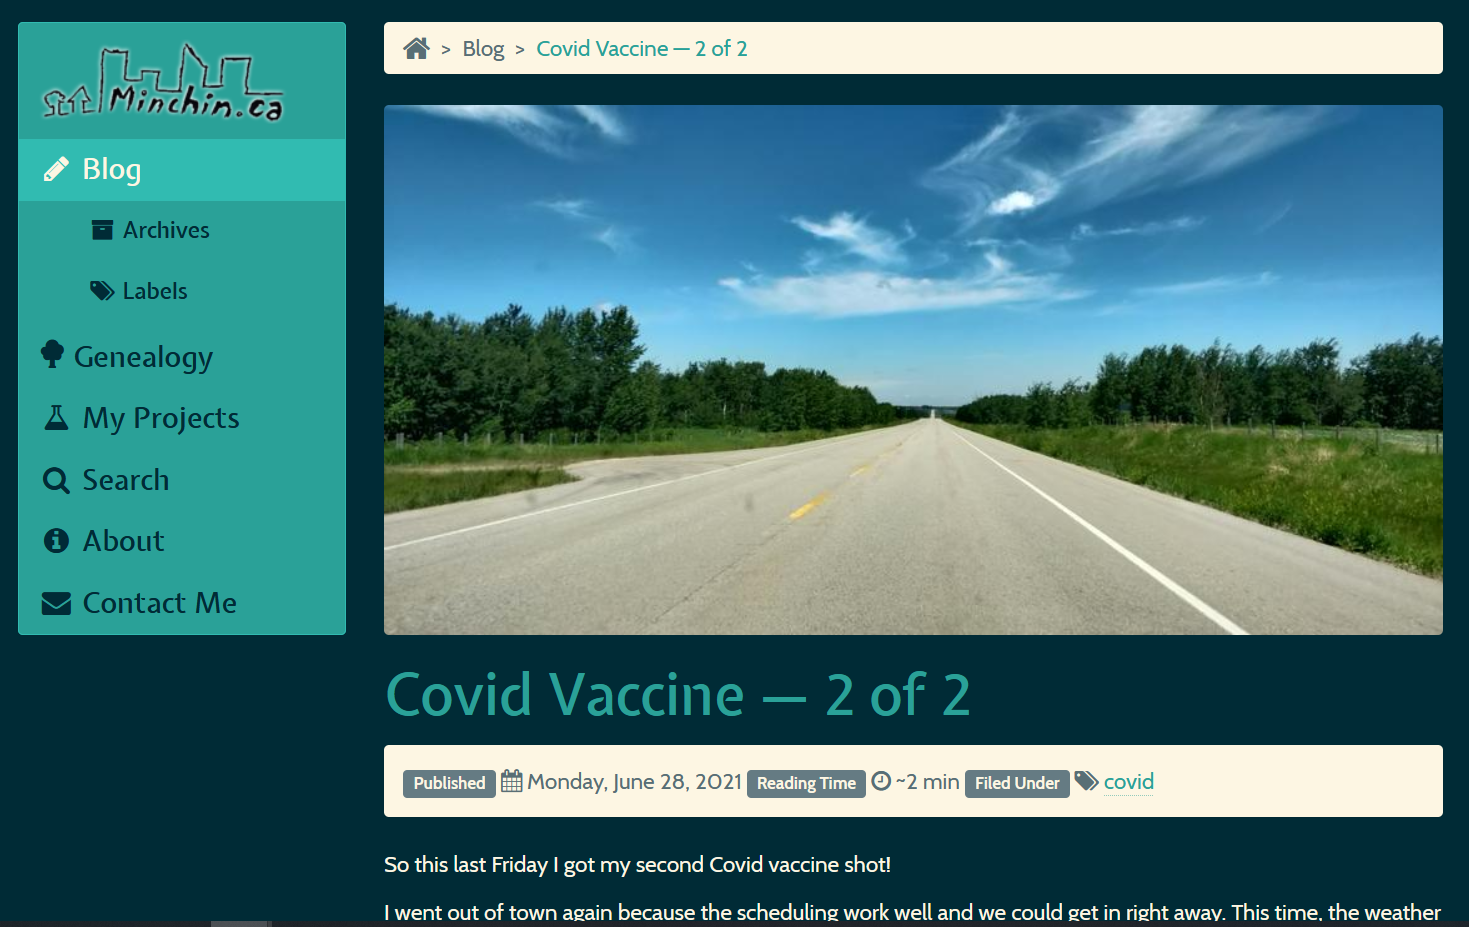 Minchin.ca
Blog
Archives
Labels
Genealogy
My Projects
Search
About
Contact Me
> Blog > Covid Vaccine — 2 of 2
Covid Vaccine — 2 of 2
Published Monday, June 28, 2021 Reading Time ~2 min Filed Under covid
So this last Friday I got my second Covid vaccine shot!
I went out of town again because the scheduling work well and we could get in right away. This time, the weather